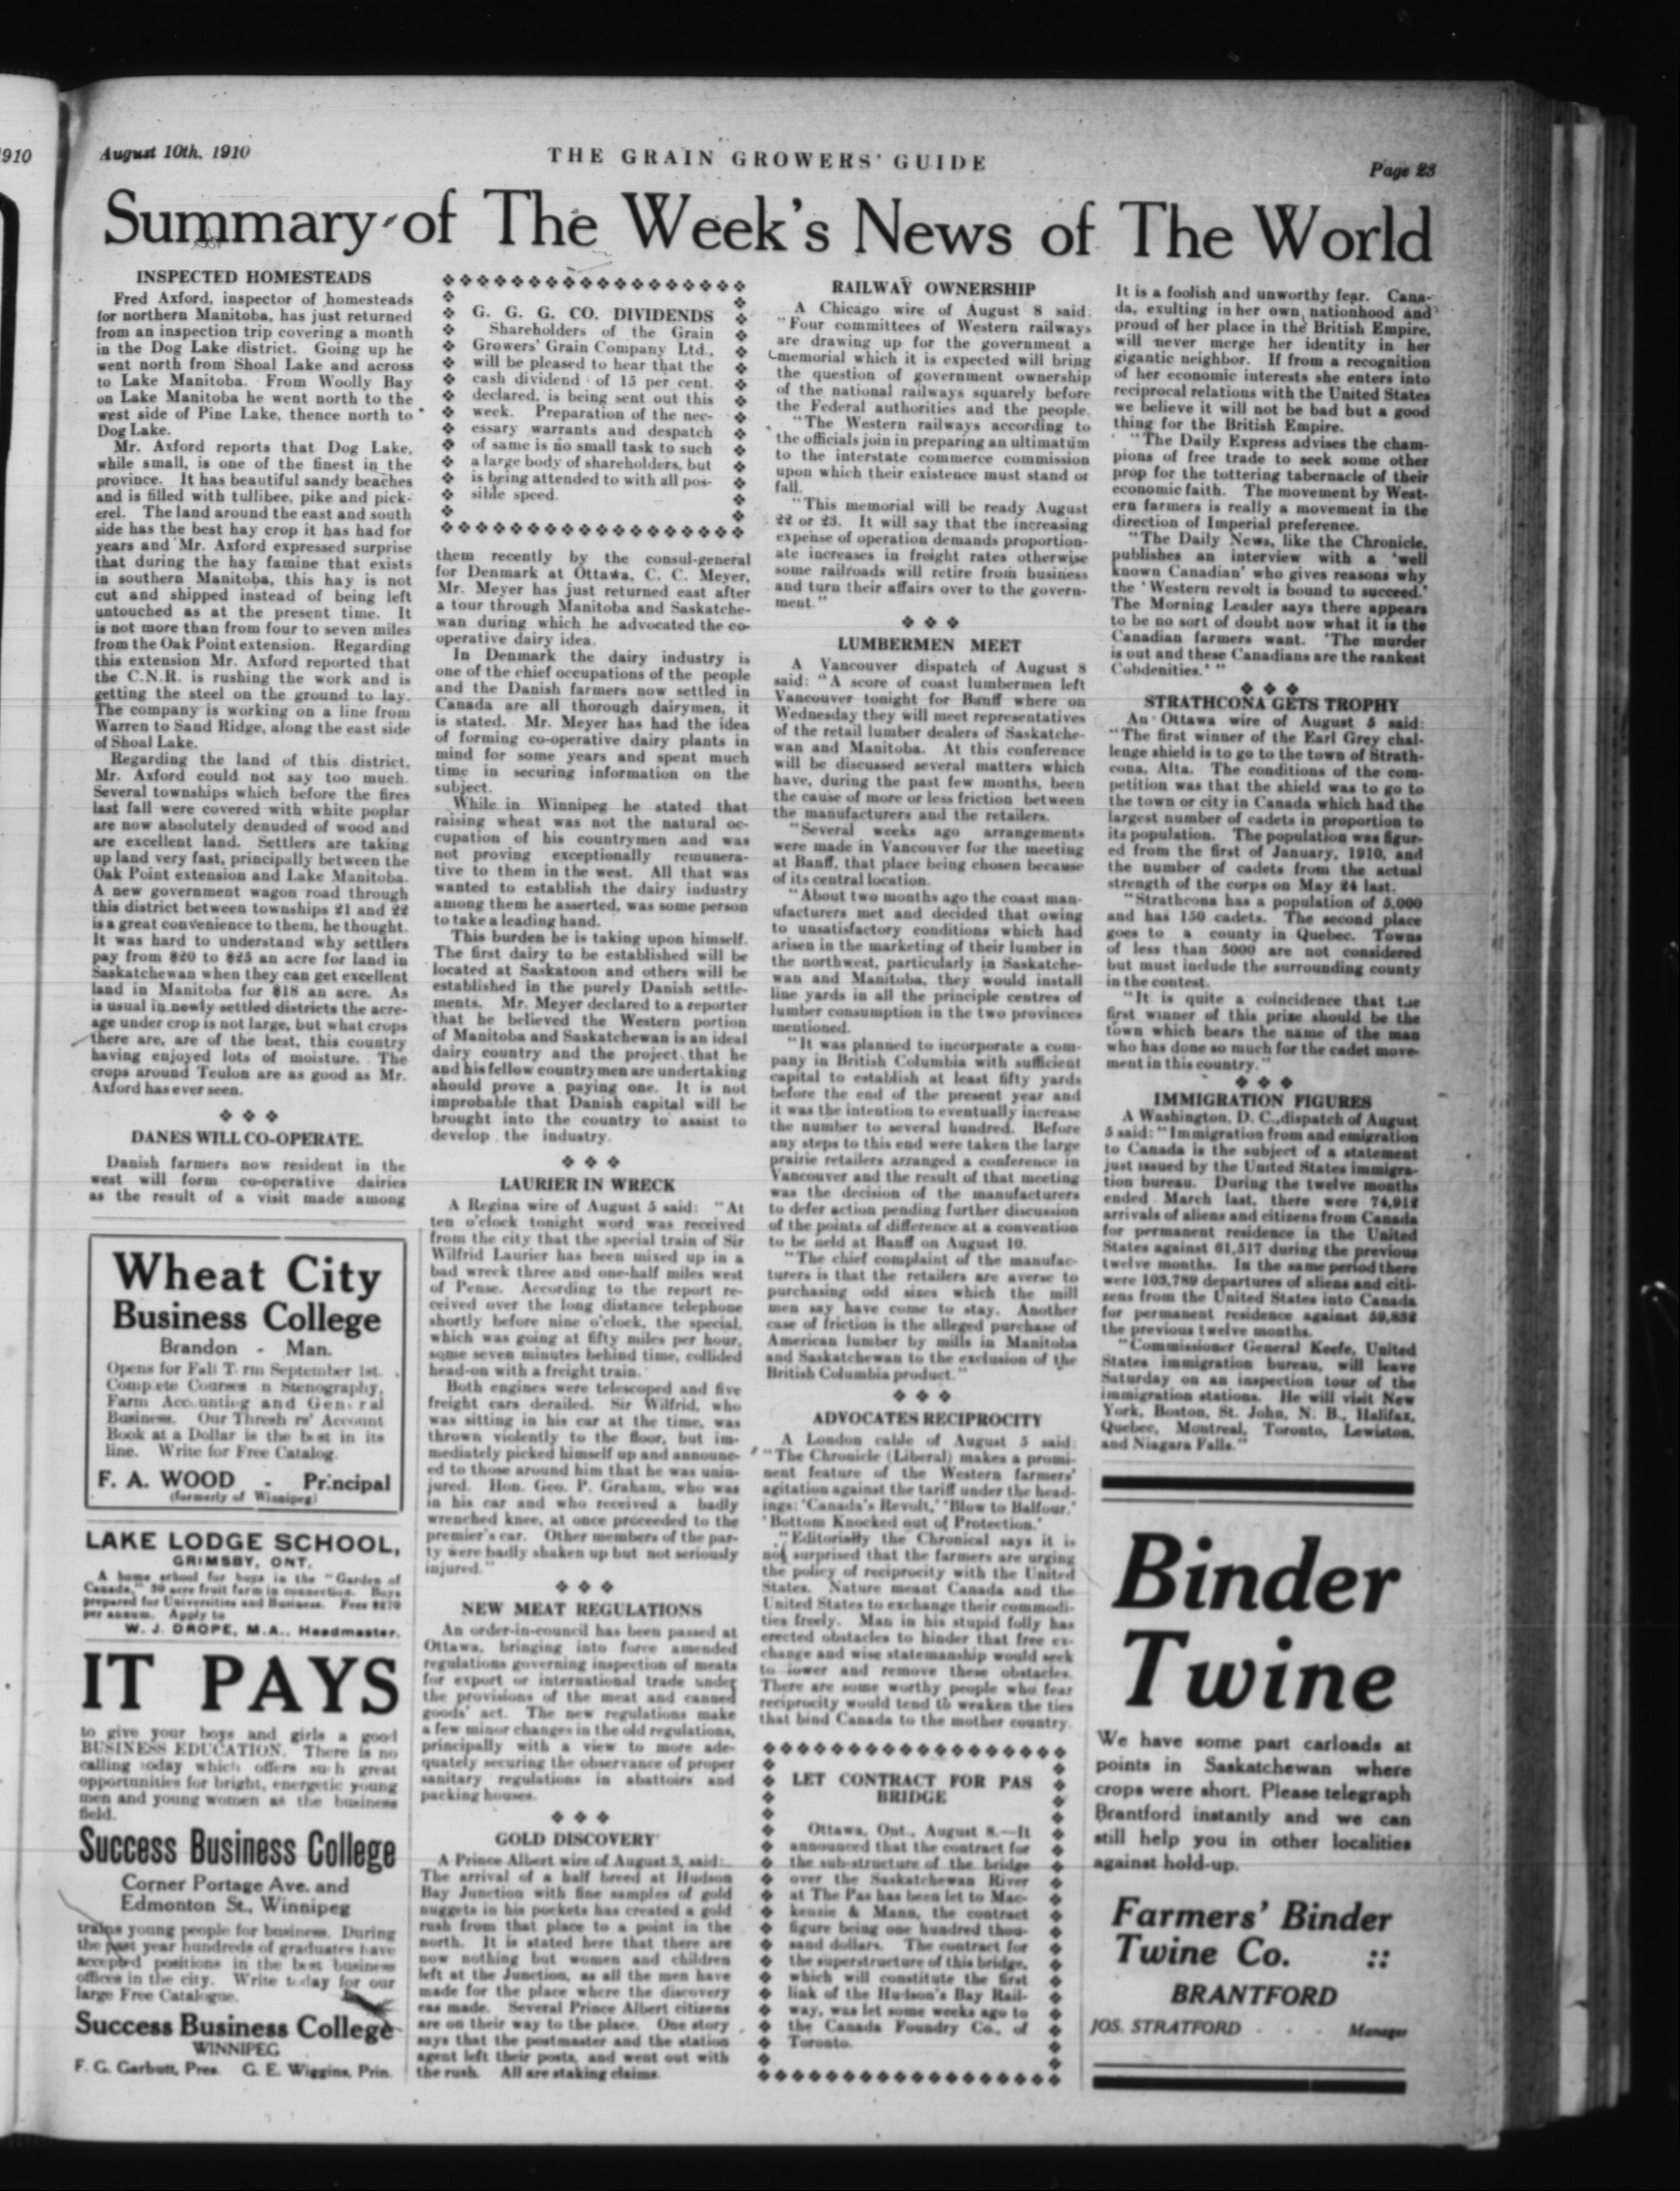 1910
August 10th, 1910
THE GRAIN GROWERS' GUIDE
Page 23
Summary of The Week's News of The World
INSPECTED HOMESTEADS
Fred Axford, inspector of homesteads
for northern Manitoba, has just returned
from an inspection trip covering a month
in the Dog Lake district. Going up he
went north from Shoal Lake and across
to Lake Manitoba. From Woolly Bay
on Lake Manitoba he went north to the
west side of Pine Lake, thence north to
Dog Lake.
Mr. Axford reports that Dog Lake,
while small, is one of the finest in the
province. It has beautiful sandy beaches
and is filled with tullibee, pike and pick-
erel. The land around the east and south
side has the best hay crop it has had for
years and Mr. Axford expressed surprise
that during the hay famine that exists
in southern Manitoba, this hay is not
cut and shipped instead of being left
untouched as at the present time. It
is not more than from four to seven miles
from the Oak Point extension. Regarding
this extension Mr. Axford reported that
the C.N.R. is rushing the work and is
getting the steel on the ground to lay.
The company is working on a line from
Warren to Sand Ridge, along the east side
of Shoal Lake.
Regarding the land of this district,
Mr. Axford could not say too much.
Several townships which before the fires
last fall were covered with white poplar
are now absolutely denuded of wood and
are excellent land. Settlers are taking
up land very fast, principally between the
Oak Point extension and Lake Manitoba.
A new government wagon road through
this district between townships 21 and 22
is a great convenience to them, he thought.
It was hard to understand why settlers
pay from $20 to $25 an acre for land in
Saskatchewan when they can get excellent
land in Manitoba for $18 an acre. As
is usual in newly settled districts the acre-
age under crop is not large, but what crops
there are, are of the best, this country
having enjoyed lots of moisture. The
crops around Teulon are as good as Mr.
Axford has ever seen.
DANES WILL CO-OPERATE.
Danish farmers now resident in the
west will form co-operative dairies
as the result of a visit made among
Wheat City
Business College
Brandon - Man.
Opens for Fall T rm September 1st.
Complete Courses n Stenography,
Farm Accounting and General
Business. Our Thresh rs' Account
Book at a Dollar is the best in its
line. Write for Free Catalog.
F. A. WOOD - Principal
(formerly of Winnipeg)
LAKE LODGE SCHOOL,
GRIMSBY, ONT.
A home school for boys in the "Garden of
Canada," 50 acre fruit farm in connection. Boys
prepared for Universities and Business. Fees $270
per annum. Apply to
W. J. DROPE, M.A., Headmaster.
IT PAYS
to give your boys and girls a good
BUSINESS EDUCATION. There is no
calling today which offers such great
opportunities for bright, energetic young
men and young women as the business
field.
Success Business College
Corner Portage Ave. and
Edmonton St., Winnipeg
trains young people for business. During
the past year hundreds of graduates have
accepted positions in the best business
offices in the city. Write today for our
large Free Catalogue.
Success Business College
WINNIPEG
F. G. Garbutt, Pres. G. E. Wiggins, Prin.
G. G. G. CO. DIVIDENDS
Shareholders of the Grain
Growers' Grain Company Ltd.,
will be pleased to hear that the
cash dividend of 15 per cent.
declared, is being sent out this
week. Preparation of the nec-
essary warrants and despatch
of same is no small task to such
a large body of shareholders, but
is being attended to with all pos-
sible speed.
them recently by the consul-general
for Denmark at Ottawa, C. C. Meyer,
Mr. Meyer has just returned east after
a tour through Manitoba and Saskatche-
wan during which he advocated the co-
operative dairy idea.
In Denmark the dairy industry is
one of the chief occupations of the people
and the Danish farmers now settled in
Canada are all thorough dairymen, it
is stated. Mr. Meyer has had the idea
of forming co-operative dairy plants in
mind for some years and spent much
time in securing information on the
subject.
While in Winnipeg he stated that
raising wheat was not the natural oc-
cupation of his countrymen and was
not proving exceptionally remunera-
tive to them in the west. All that was
wanted to establish the dairy industry
among them he asserted, was some person
to take a leading hand.
This burden he is taking upon himself.
The first dairy to be established will be
located at Saskatoon and others will be
established in the purely Danish settle-
ments. Mr. Meyer declared to a reporter
that he believed the Western portion
of Manitoba and Saskatchewan is an ideal
dairy country and the project that he
and his fellow countrymen are undertaking
should prove a paying one. It is not
improbable that Danish capital will be
brought into the country to assist to
develop the industry.
LAURIER IN WRECK
A Regina wire of August 5 said: "At
ten o'clock tonight word was received
from the city that the special train of Sir
Wilfrid Laurier has been mixed up in a
bad wreck three and one-half miles west
of Pense. According to the report re-
ceived over the long distance telephone
shortly before nine o'clock, the special,
which was going at fifty miles per hour,
some seven minutes behind time, collided
head-on with a freight train.
Both engines were telescoped and five
freight cars derailed. Sir Wilfrid, who
was sitting in his car at the time, was
thrown violently to the floor, but im-
mediately picked himself up and announc-
ed to those around him that he was unin-
jured. Hon. Geo. P. Graham, who was
in his car and who received a badly
wrenched knee, at once proceeded to the
premier's car. Other members of the par-
ty were badly shaken up but not seriously
injured."
NEW MEAT REGULATIONS
An order-in-council has been passed at
Ottawa, bringing into force amended
regulations governing inspection of meats
for export or international trade under
the provisions of the meat and canned
goods' act. The new regulations make
a few minor changes in the old regulations,
principally with a view to more ade-
quately securing the observance of proper
sanitary regulations in abattoirs and
packing houses.
GOLD DISCOVERY
A Prince Albert wire of August 3, said:
The arrival of a half breed at Hudson
Bay Junction with fine samples of gold
nuggets in his pockets has created a gold
rush from that place to a point in the
north. It is stated here that there are
now nothing but women and children
left at the Junction, as all the men have
made for the place where the discovery
eas made. Several Prince Albert citizens
are on their way to the place. One story
says that the postmaster and the station
agent left their posts, and went out with
the rush. All are staking claims.
RAILWAY OWNERSHIP
A Chicago wire of August 8 said:
"Four committees of Western railways
are drawing up for the government a
memorial which it is expected will bring
the question of government ownership
of the national railways squarely before
the Federal authorities and the people.
"The Western railways according to
the officials join in preparing an ultimatum
to the interstate commerce commission
upon which their existence must stand or
fall.
"This memorial will be ready August
22 or 23. It will say that the increasing
expense of operation demands proportion-
ate increases in freight rates otherwise
some railroads will retire from business
and turn their affairs over to the govern-
ment."
LUMBERMEN MEET
A Vancouver dispatch of August 8
said: "A score of coast lumbermen left
Vancouver tonight for Banff where on
Wednesday they will meet representatives
of the retail lumber dealers of Saskatche-
wan and Manitoba. At this conference
will be discussed several matters which
have, during the past few months, been
the cause of more or less friction between
the manufacturers and the retailers.
"Several weeks ago arrangements
were made in Vancouver for the meeting
at Banff, that place being chosen because
of its central location.
"About two months ago the coast man-
ufacturers met and decided that owing
to unsatisfactory conditions which had
arisen in the marketing of their lumber in
the northwest, particularly in Saskatche-
wan and Manitoba, they would install
line yards in all the principle centres of
lumber consumption in the two provinces
mentioned.
"It was planned to incorporate a com-
pany in British Columbia with sufficient
capital to establish at least fifty yards
before the end of the present year and
it was the intention to eventually increase
the number to several hundred. Before
any steps to this end were taken the large
prairie retailers arranged a conference in
Vancouver and the result of that meeting
was the decision of the manufacturers
to defer action pending further discussion
of the points of difference at a convention
to be held at Banff on August 10.
"The chief complaint of the manufac-
turers is that the retailers are averse to
purchasing odd sizes which the mill
men say have come to stay. Another
case of friction is the alleged purchase of
American lumber by mills in Manitoba
and Saskatchewan to the exclusion of the
British Columbia product."
ADVOCATES RECIPROCITY
A London cable of August 5 said:
"The Chronicle (Liberal) makes a promi-
nent feature of the Western farmers'
agitation against the tariff under the head-
ings: 'Canada's Revolt,' 'Blow to Balfour.'
'Bottom Knocked out of Protection.'
"Editorially the Chronical says it is
not surprised that the farmers are urging
the policy of reciprocity with the United
States. Nature meant Canada and the
United States to exchange their commodi-
ties freely. Man in his stupid folly has
erected obstacles to hinder that free ex-
change and wise statemanship would seek
to lower and remove these obstacles.
There are some worthy people who fear
reciprocity would tend to weaken the ties
that bind Canada to the mother country.
LET CONTRACT FOR PAS
BRIDGE
Ottawa, Ont., August 8.—It
announced that the contract for
the sub-structure of the bridge
over the Saskatchewan River
at The Pas has been let to Mac-
kenzie & Mann, the contract
figure being one hundred thou-
sand dollars. The contract for
the superstructure of this bridge,
which will constitute the first
link of the Hudson's Bay Rail-
way, was let some weeks ago to
the Canada Foundry Co., of
Toronto.
It is a foolish and unworthy fear. Cana-
da, exulting in her own nationhood and
proud of her place in the British Empire,
will never merge her identity in her
gigantic neighbor. If from a recognition
of her economic interests she enters into
reciprocal relations with the United States
we believe it will not be bad but a good
thing for the British Empire.
"The Daily Express advises the cham-
pions of free trade to seek some other
prop for the tottering tabernacle of their
economic faith. The movement by West-
ern farmers is really a movement in the
direction of Imperial preference.
"The Daily News, like the Chronicle,
publishes an interview with a 'well
known Canadian' who gives reasons why
the 'Western revolt is bound to succeed.'
The Morning Leader says there appears
to be no sort of doubt now what it is the
Canadian farmers want. 'The murder
is out and these Canadians are the rankest
Cobdenities.'"
STRATHCONA GETS TROPHY
An Ottawa wire of August 5 said:
"The first winner of the Earl Grey chal-
lenge shield is to go to the town of Strath-
cona, Alta. The conditions of the com-
petition was that the shield was to go to
the town or city in Canada which had the
largest number of cadets in proportion to
its population. The population was figur-
ed from the first of January, 1910, and
the number of cadets from the actual
strength of the corps on May 24 last.
"Strathcona has a population of 5,000
and has 150 cadets. The second place
goes to a county in Quebec. Towns
of less than 5000 are not considered
but must include the surrounding county
in the contest.
"It is quite a coincidence that the
first winner of this prize should be the
town which bears the name of the man
who has done so much for the cadet move-
ment in this country."
IMMIGRATION FIGURES
A Washington, D. C., dispatch of August
5 said: "Immigration from and emigration
to Canada is the subject of a statement
just issued by the United States immigra-
tion bureau. During the twelve months
ended March last, there were 74,912
arrivals of aliens and citizens from Canada
for permanent residence in the United
States against 61,517 during the previous
twelve months. In the same period there
were 103,789 departures of aliens and citi-
zens from the United States into Canada
for permanent residence against 59,832
the previous twelve months.
"Commissioner General Keefe, United
States immigration bureau, will leave
Saturday on an inspection tour of the
immigration stations. He will visit New
York, Boston, St. John, N. B., Halifax,
Quebec, Montreal, Toronto, Lewiston,
and Niagara Falls."
Binder
Twine
We have some part carloads at
points in Saskatchewan where
crops were short. Please telegraph
Brantford instantly and we can
still help you in other localities
against hold-up.
Farmers' Binder
Twine Co. ::
BRANTFORD
JOS. STRATFORD . . . Manager